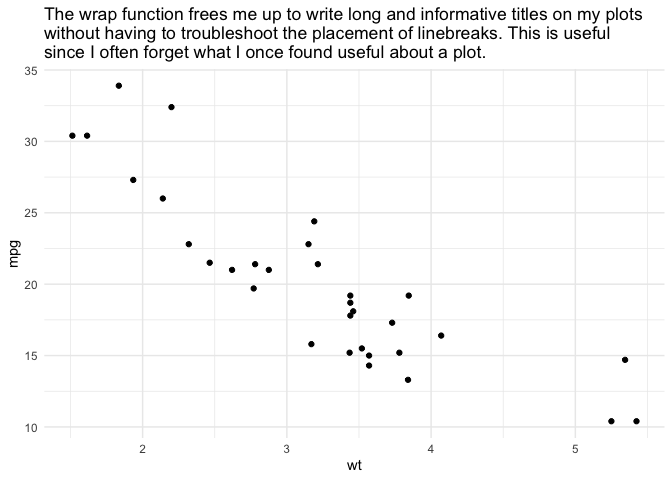 The wrap function frees me up to write long and informative titles on my plots
without having to troubleshoot the placement of linebreaks. This is useful
since I often forget what I once found useful about a plot.
35
30
25
20
15
10
mpg
2 3 4 5
wt